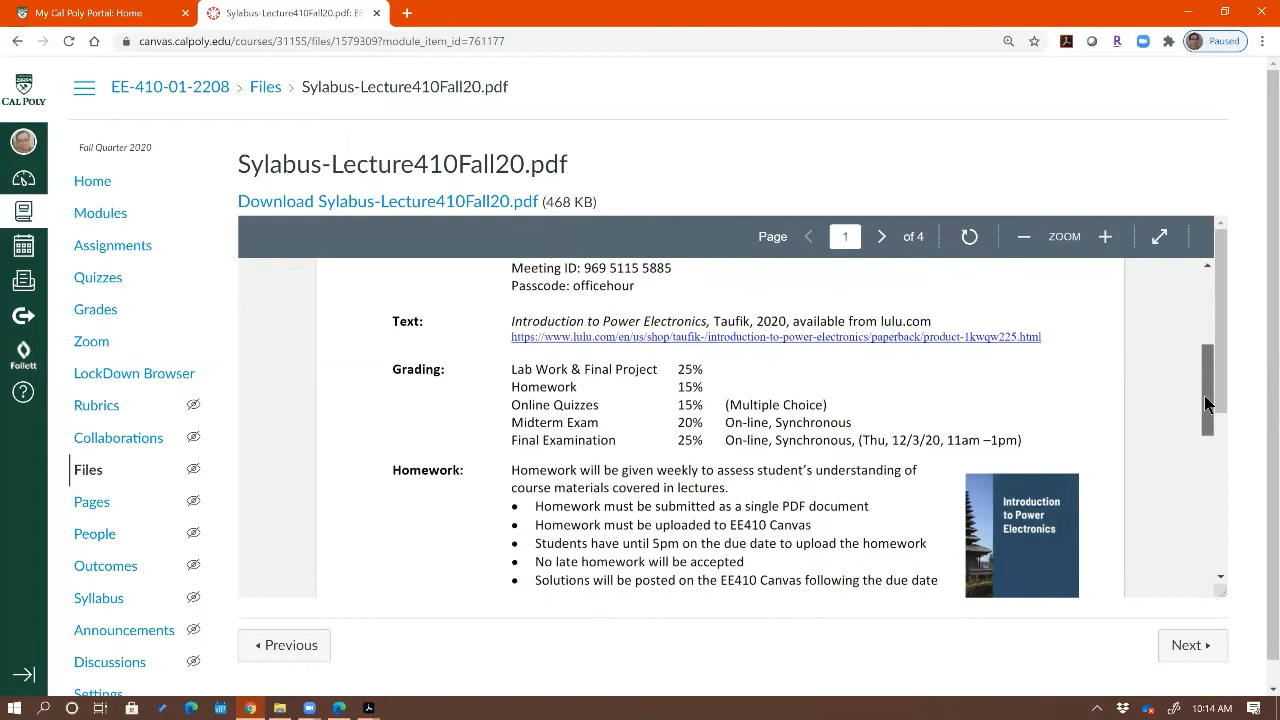 My Cal Poly Portal: Home
Sylabus-Lecture410Fall20.pdf: EE
canvas.calpoly.edu/courses/31155/files/1579309?module_item_id=761177
Paused
CAL POLY
EE-410-01-2208 › Files › Sylabus-Lecture410Fall20.pdf
Fall Quarter 2020
Home
Modules
Assignments
Quizzes
Grades
Zoom
LockDown Browser
Rubrics
Collaborations
Files
Pages
People
Outcomes
Syllabus
Announcements
Discussions
Settings
Follett
Sylabus-Lecture410Fall20.pdf
Download Sylabus-Lecture410Fall20.pdf (468 KB)
Page 1 of 4 ZOOM
Meeting ID: 969 5115 5885
Passcode: officehour
Text: Introduction to Power Electronics, Taufik, 2020, available from lulu.com
https://www.lulu.com/en/us/shop/taufik-/introduction-to-power-electronics/paperback/product-1kwqw225.html
Grading: Lab Work & Final Project 25%
Homework 15%
Online Quizzes 15% (Multiple Choice)
Midterm Exam 20% On-line, Synchronous
Final Examination 25% On-line, Synchronous, (Thu, 12/3/20, 11am –1pm)
Homework: Homework will be given weekly to assess student's understanding of
course materials covered in lectures.
• Homework must be submitted as a single PDF document
• Homework must be uploaded to EE410 Canvas
• Students have until 5pm on the due date to upload the homework
• No late homework will be accepted
• Solutions will be posted on the EE410 Canvas following the due date
Introduction
to Power
Electronics
Previous
Next
10:14 AM